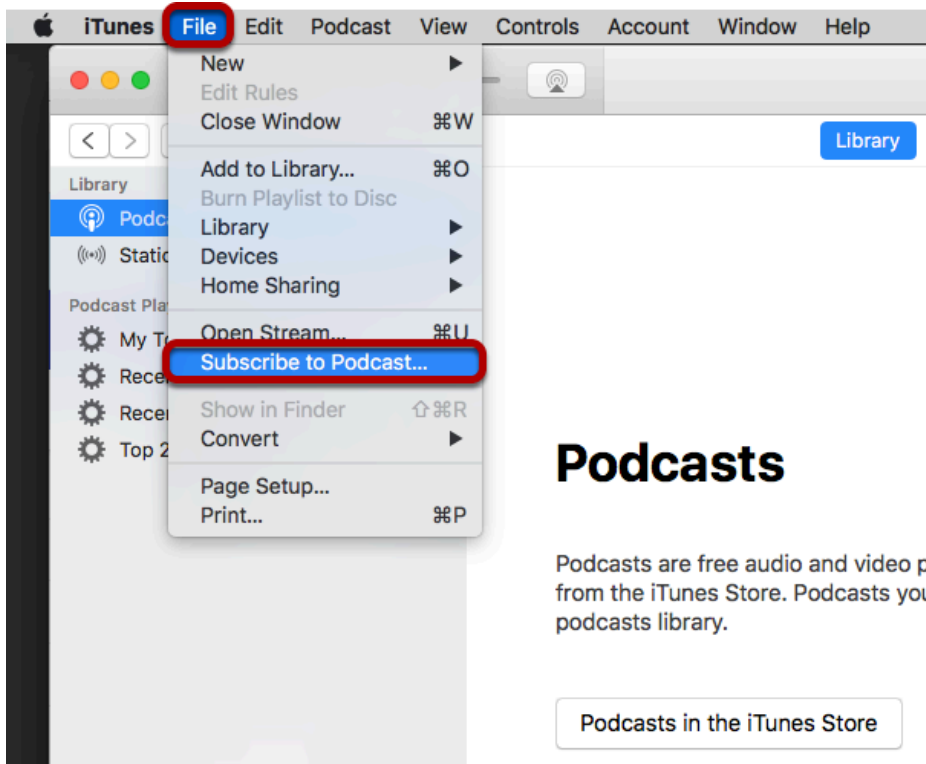 iTunes File Edit Podcast View Controls Account Window Help
New
Edit Rules
Close Window ⌘W
Library
Add to Library... ⌘O
Burn Playlist to Disc
Library
Devices
Home Sharing
Open Stream... ⌘U
Subscribe to Podcast...
Show in Finder ⇧⌘R
Convert
Page Setup...
Print... ⌘P
Library
Podcast
My
Top
Podcasts
Podcasts are free audio and video
from the iTunes Store. Podcasts
podcasts library.
Podcasts in the iTunes Store